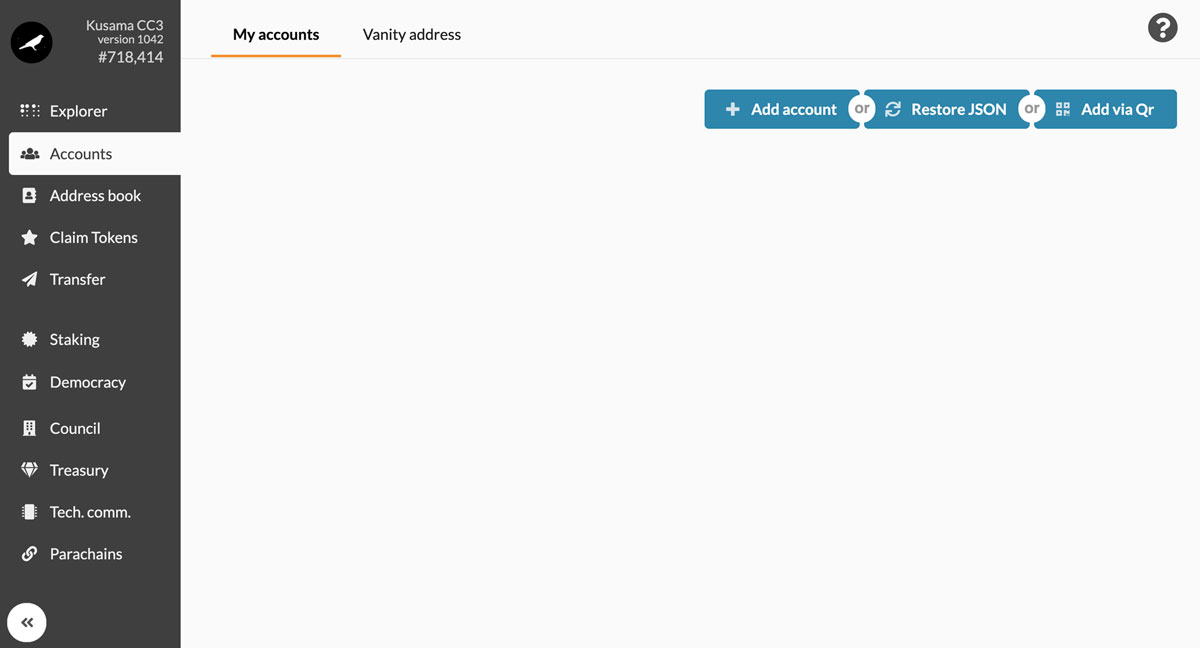 Kusama CC3
version 1042
#718,414
My accounts
Vanity address
?
Add account
or
Restore JSON
or
Add via Qr
Explorer
Accounts
Address book
Claim Tokens
Transfer
Staking
Democracy
Council
Treasury
Tech. comm.
Parachains